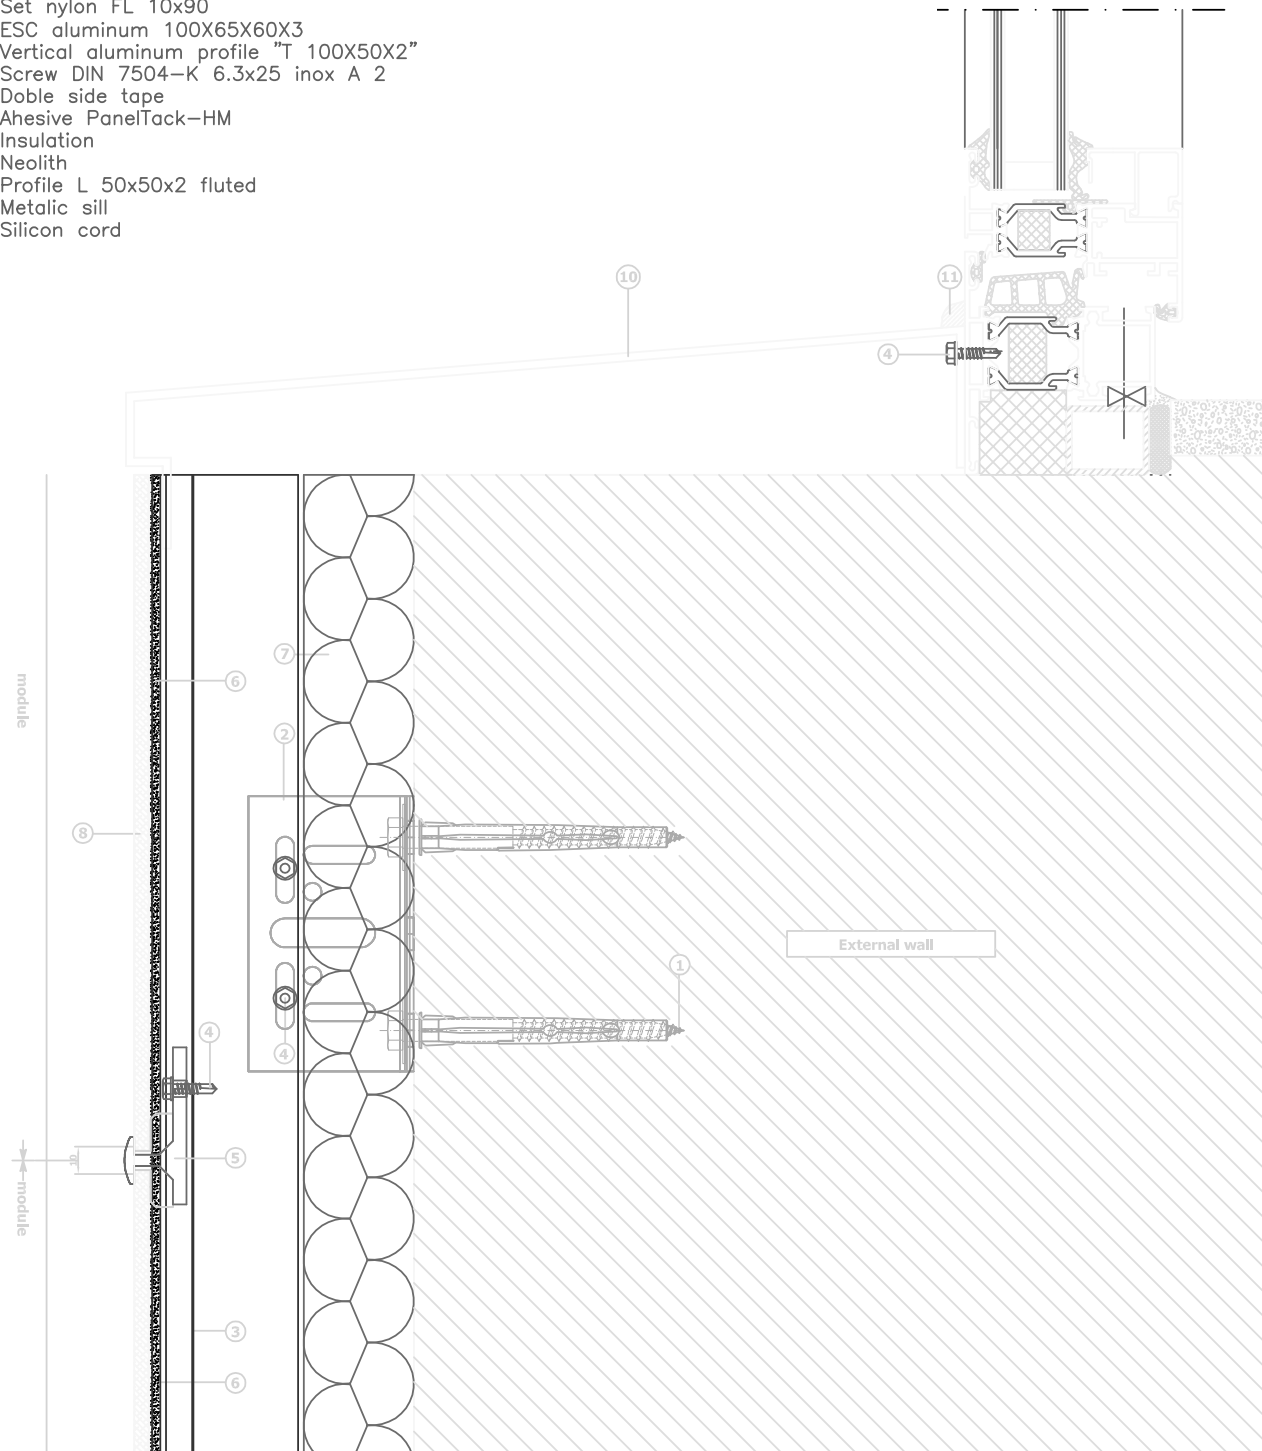 Set nylon FL 10x90
ESC aluminum 100X65X60X3
Vertical aluminum profile "T 100X50X2"
Screw DIN 7504-K 6.3x25 inox A 2
Doble side tape
Ahesive PanelTack-HM
Insulation
Neolith
Profile L 50x50x2 fluted
Metalic sill
Silicon cord
10
11
4
7
6
2
8
External wall
1
4
4
5
3
6
module
module
10